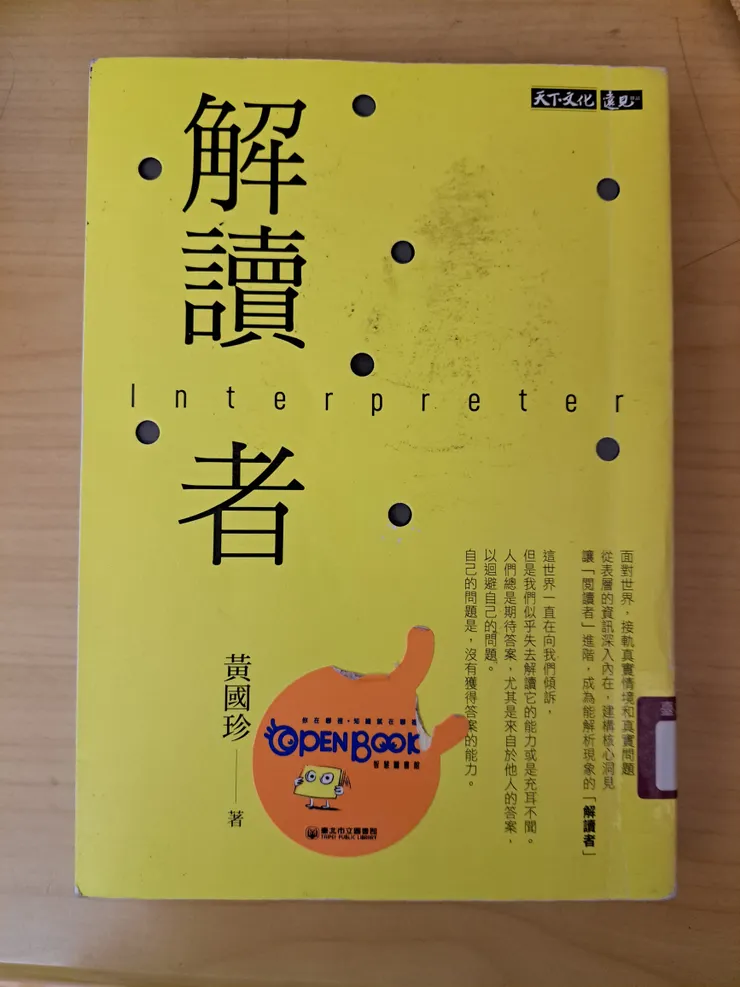 天下文化
遠見
解讀者
Interpreter
面對世界，接軌真實情境和真實問題
從表層的資訊深入內在，建構核心洞見
讓「閱讀者」進階，成為能解析現象的「解讀者」
這世界一直在向我們傾訴，
但是我們似乎失去解讀它的能力或是充耳不聞。
人們總是期待答案，尤其是來自於他人的答案，
以迴避自己的問題。
自己的問題是，沒有獲得答案的能力。
黃國珍——著
OPEN BOOK
智慧圖書館
臺北市立圖書館
TAIPEI PUBLIC LIBRARY